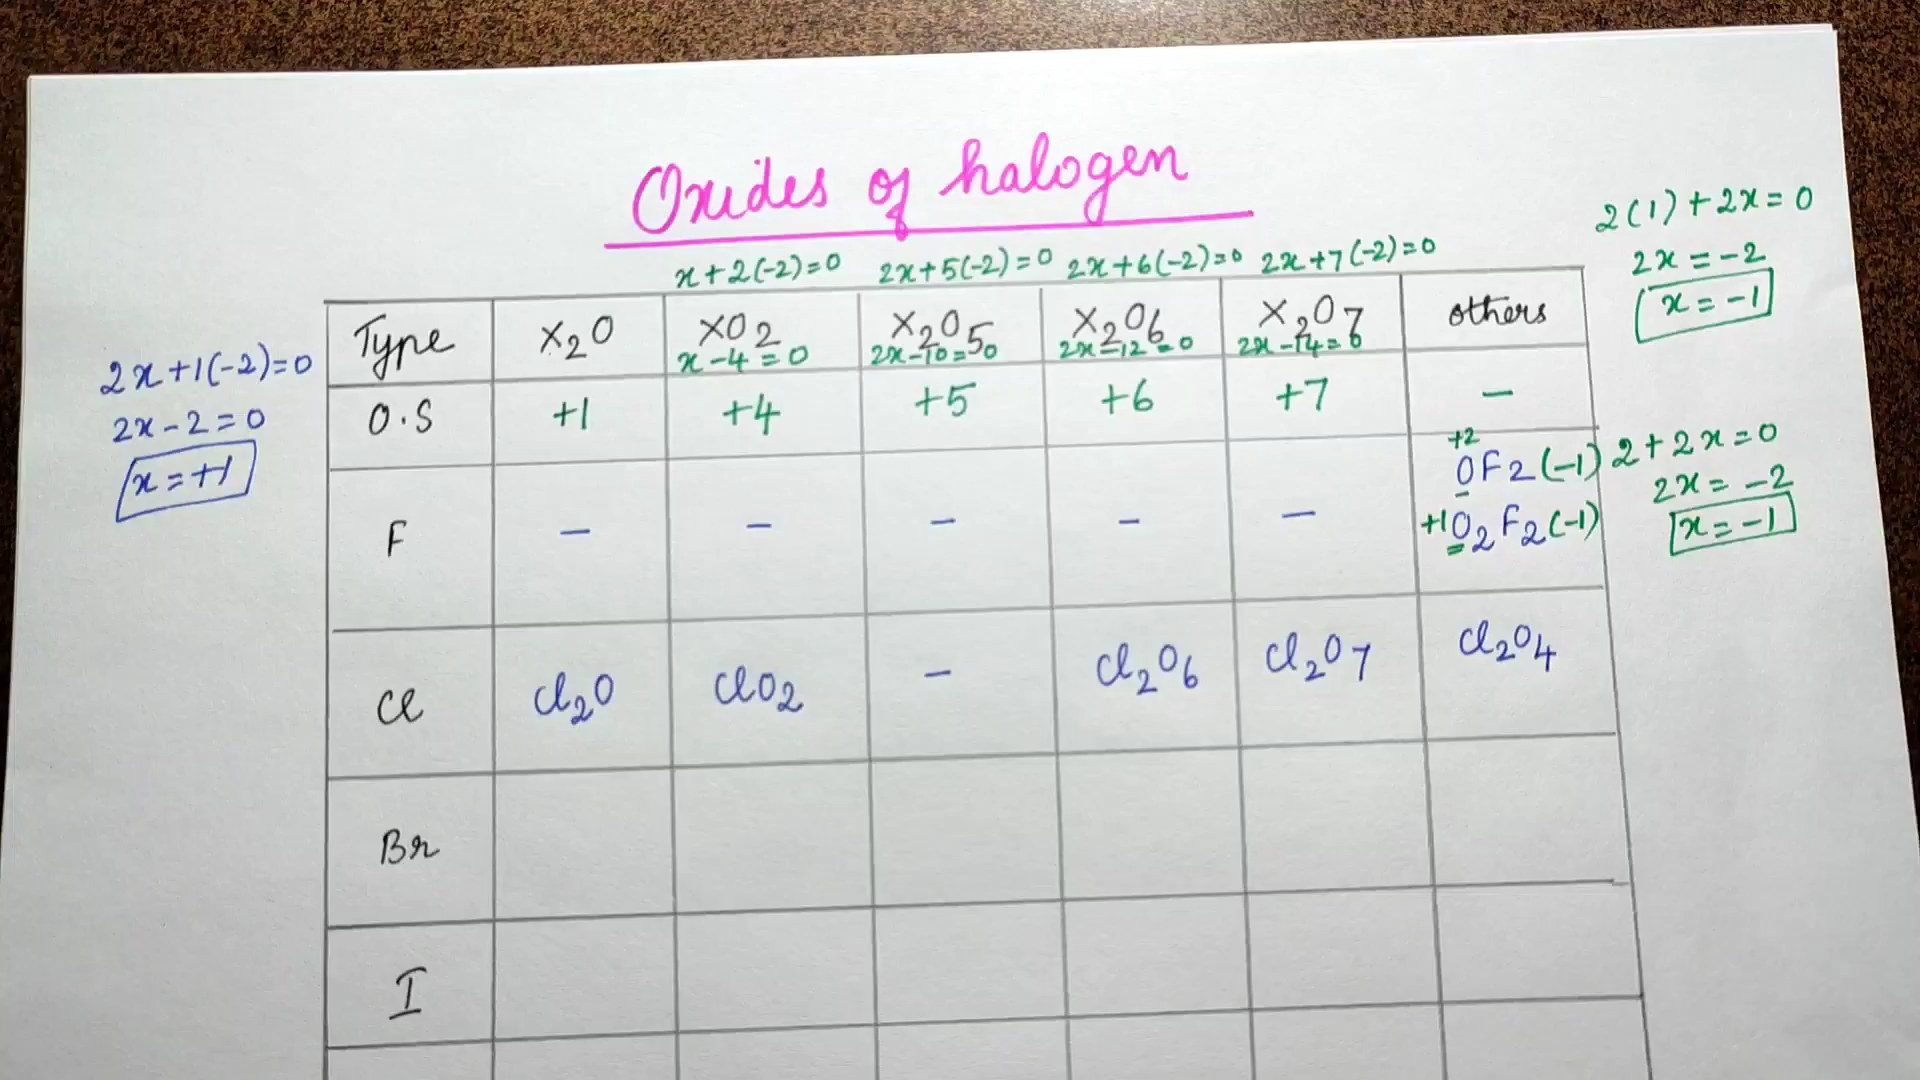 Oxides of halogen
x+2(-2)=0 2x+5(-2)=0 2x+6(-2)=0 2x+7(-2)=0
Type X₂O XO₂ X₂O₅ X₂O₆ X₂O₇ others
x-4=0 2x-10=0 2x-12=0 2x-14=0
O.S +1 +4 +5 +6 +7 -
F - - - - - +2 OF₂(-1)
+1O₂F₂(-1)
Cl Cl₂O ClO₂ - Cl₂O₆ Cl₂O₇ Cl₂O₄
Br
I
2x+1(-2)=0
2x-2=0
x=+1
2(1)+2x=0
2x=-2
x=-1
2+2x=0
2x=-2
x=-1